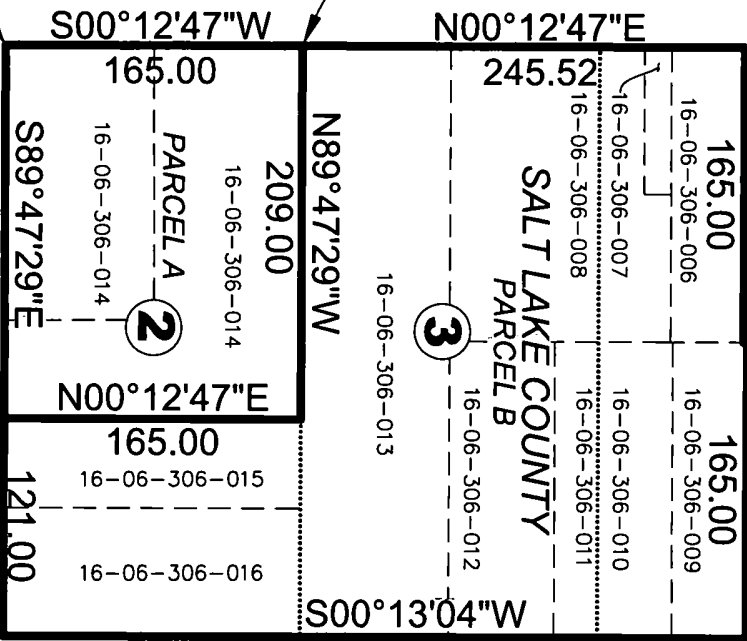 S00°12'47"W
N00°12'47"E
165.00
245.52
S89°47'29"E
16-06-306-014
PARCEL A
16-06-306-014
209.00
N89°47'29"W
2
16-06-306-013
3
SALT LAKE COUNTY
PARCEL B
16-06-306-008
16-06-306-007
16-06-306-006
165.00
N00°12'47"E
165.00
16-06-306-015
121.00
16-06-306-016
16-06-306-012
16-06-306-011
16-06-306-010
16-06-306-009
165.00
S00°13'04"W